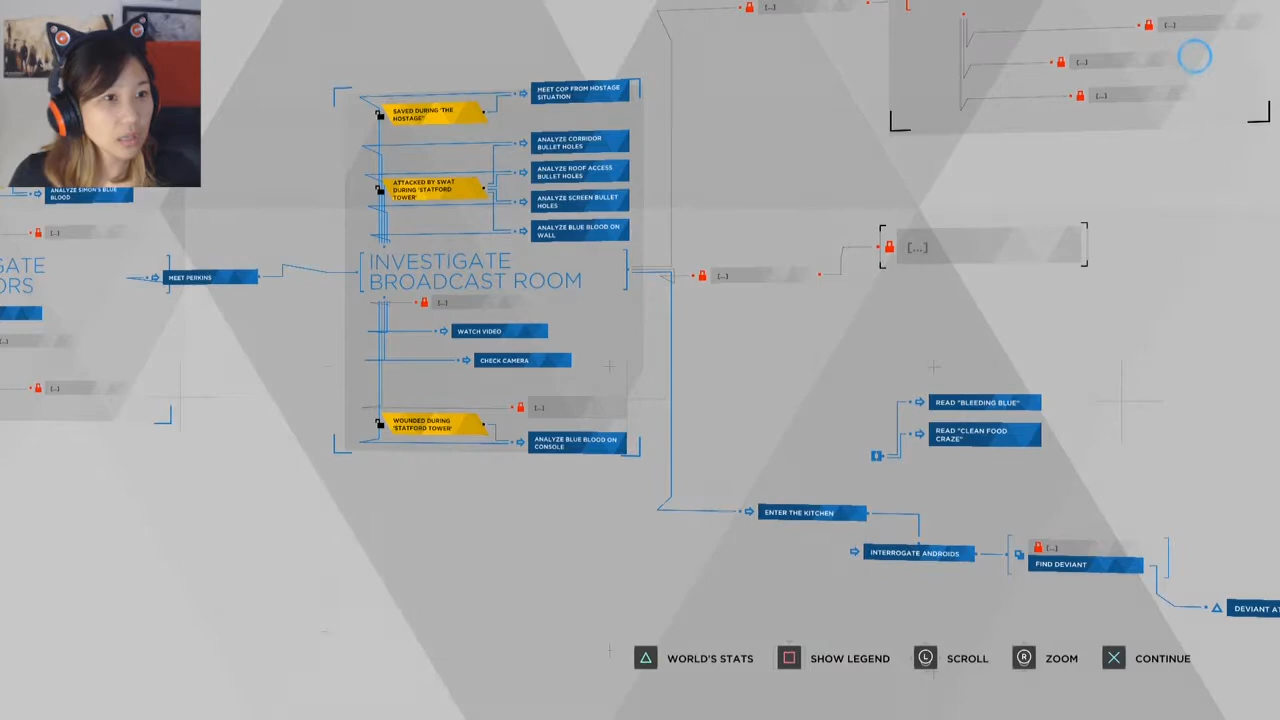 [...]
[...]
[...]
[...]
MEET COP FROM HOSTAGE
SITUATION
SAVED DURING 'THE
HOSTAGE'
ANALYZE CORRIDOR
BULLET HOLES
ANALYZE ROOF ACCESS
BULLET HOLES
ATTACKED BY SWAT
DURING 'STATFORD
TOWER'
ANALYZE SCREEN BULLET
HOLES
ANALYZE BLUE BLOOD ON
WALL
ANALYZE SIMON'S BLUE
BLOOD
[...]
GATE
ORS
MEET PERKINS
INVESTIGATE
BROADCAST ROOM
[...]
[...]
[...]
[...]
WATCH VIDEO
[...]
CHECK CAMERA
[...]
[...]
WOUNDED DURING
'STATFORD TOWER'
ANALYZE BLUE BLOOD ON
CONSOLE
READ "BLEEDING BLUE"
READ "CLEAN FOOD
CRAZE"
ENTER THE KITCHEN
INTERROGATE ANDROIDS
[...]
FIND DEVIANT
DEVIANT AT
WORLD'S STATS
SHOW LEGEND
L
SCROLL
R
ZOOM
CONTINUE